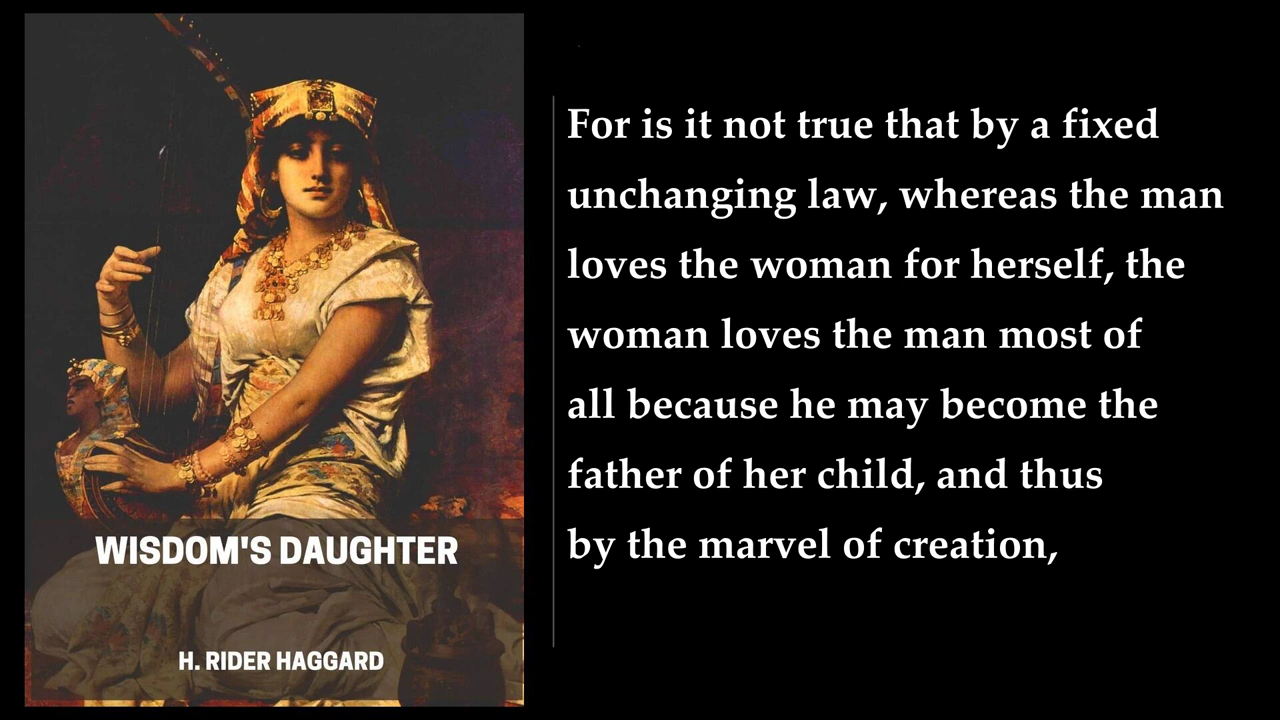 WISDOM'S DAUGHTER
H. RIDER HAGGARD
For is it not true that by a fixed
unchanging law, whereas the man
loves the woman for herself, the
woman loves the man most of
all because he may become the
father of her child, and thus
by the marvel of creation,